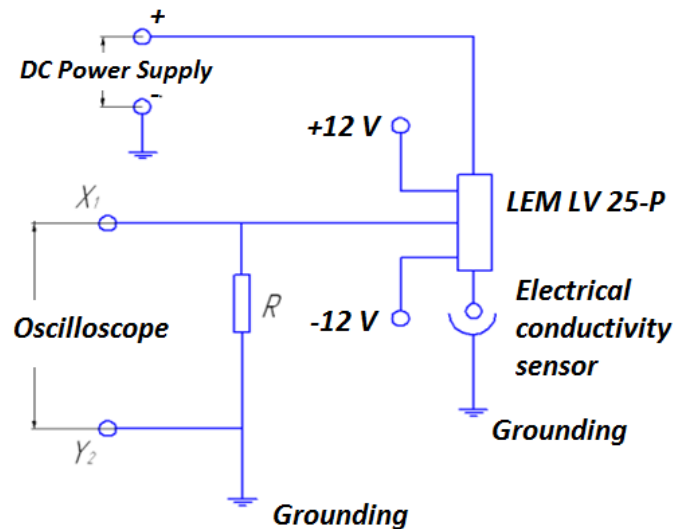 +
DC Power Supply
-
+12 V
X1
LEM LV 25-P
R
Oscilloscope
-12 V
Electrical
conductivity
sensor
Y2
Grounding
Grounding